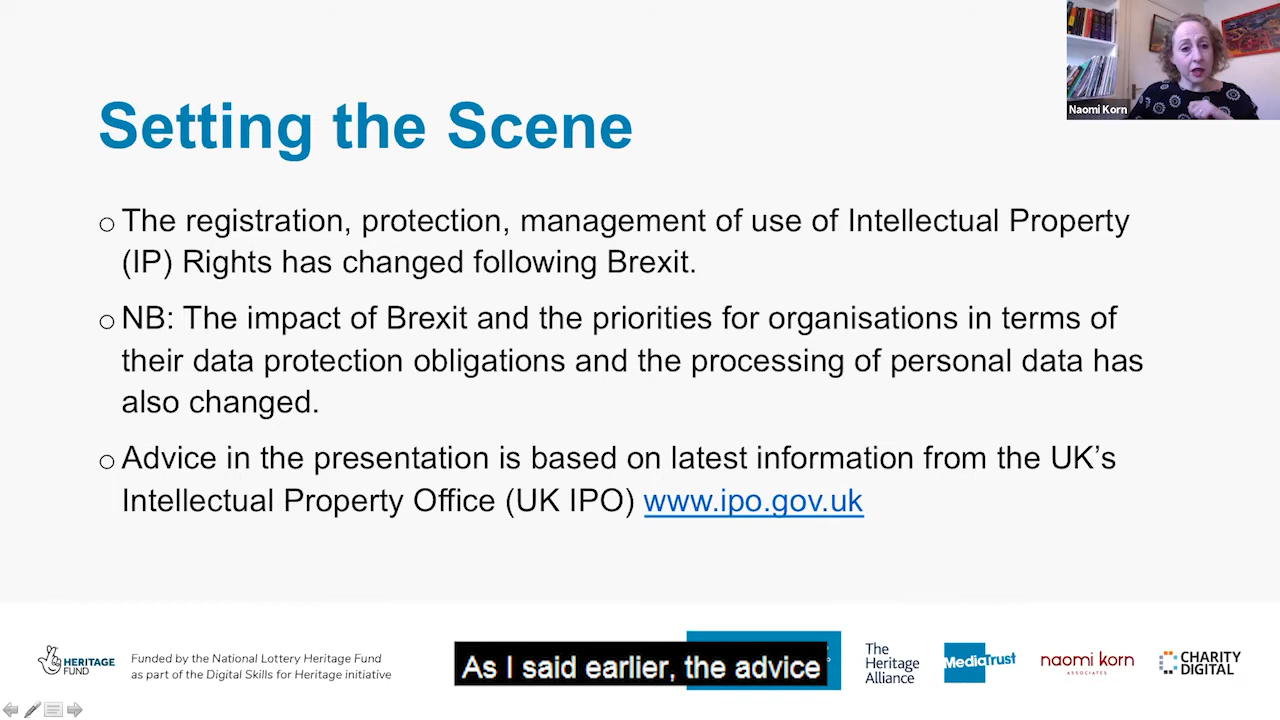 Naomi Korn
Setting the Scene
o The registration, protection, management of use of Intellectual Property
(IP) Rights has changed following Brexit.
o NB: The impact of Brexit and the priorities for organisations in terms of
their data protection obligations and the processing of personal data has
also changed.
o Advice in the presentation is based on latest information from the UK’s
Intellectual Property Office (UK IPO) www.ipo.gov.uk
HERITAGE
FUND
Funded by the National Lottery Heritage Fund
as part of the Digital Skills for Heritage initiative
As I said earlier, the advice
The
Heritage
Alliance
MediaTrust
naomi korn
ASSOCIATES
CHARITY
DIGITAL